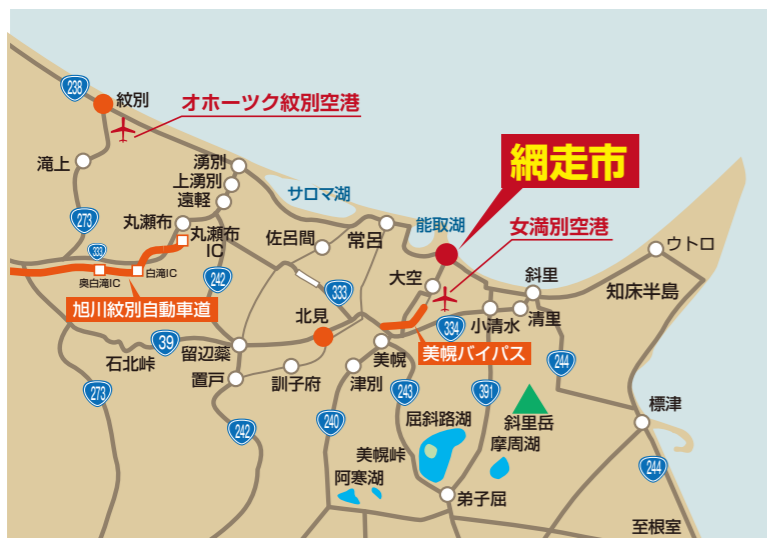 238
紋別
オホーツク紋別空港
網走市
滝上
湧別
上湧別
遠軽
サロマ湖
能取湖
女満別空港
273
丸瀬布
丸瀬布
IC
佐呂間
常呂
ウトロ
333
奥白滝IC
白滝IC
242
大空
斜里
知床半島
旭川紋別自動車道
333
北見
334
小清水
清里
39
石北峠
留辺蘂
美幌
美幌バイパス
244
置戸
訓子府
津別
243
391
273
242
240
屈斜路湖
斜里岳
標津
美幌峠
摩周湖
阿寒湖
弟子屈
244
至根室